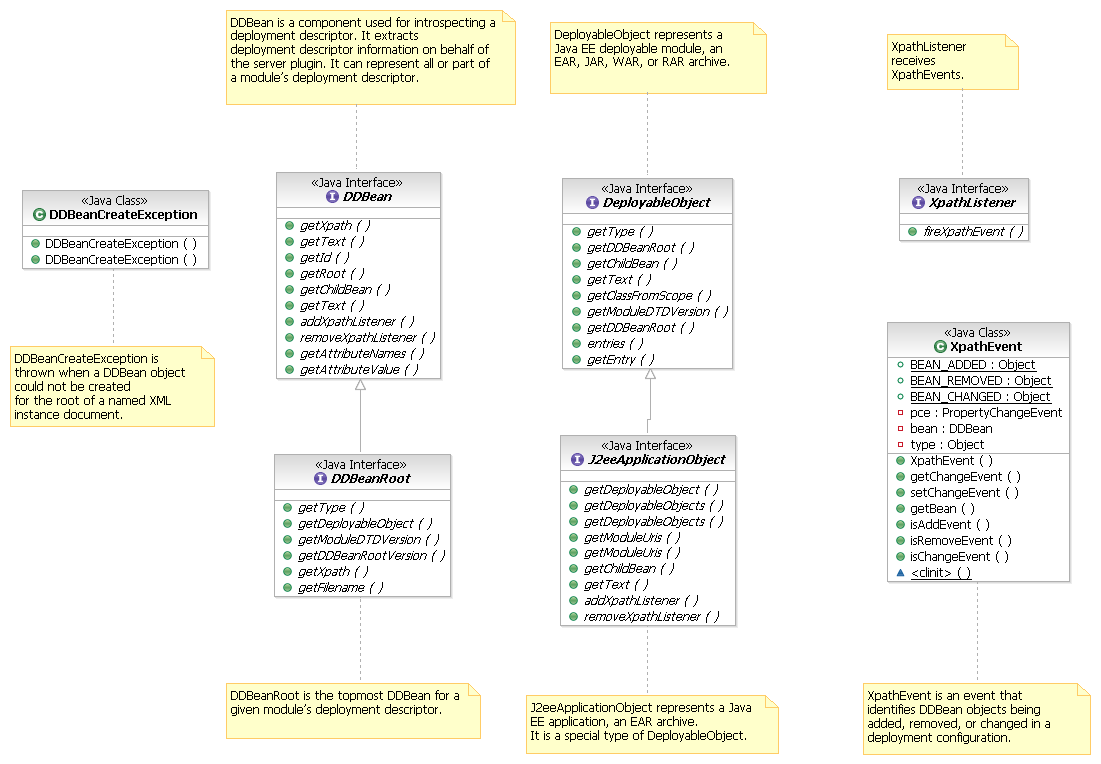 DDBean is a component used for introspecting a
deployment descriptor. It extracts
deployment descriptor information on behalf of
the server plugin. It can represent all or part of
a module's deployment descriptor.
DeployableObject represents a
Java EE deployable module, an
EAR, JAR, WAR, or RAR archive.
XpathListener
receives
XpathEvents.
«Java Class»
DDBeanCreateException
DDBeanCreateException ( )
DDBeanCreateException ( )
DDBeanCreateException is
thrown when a DDBean object
could not be created
for the root of a named XML
instance document.
«Java Interface»
DDBean
getXpath ( )
getText ( )
getId ( )
getRoot ( )
getChildBean ( )
getText ( )
addXpathListener ( )
removeXpathListener ( )
getAttributeNames ( )
getAttributeValue ( )
«Java Interface»
DDBeanRoot
getType ( )
getDeployableObject ( )
getModuleDTDVersion ( )
getDDBeanRootVersion ( )
getXpath ( )
getFilename ( )
DDBeanRoot is the topmost DDBean for a
given module's deployment descriptor.
«Java Interface»
DeployableObject
getType ( )
getDDBeanRoot ( )
getChildBean ( )
getText ( )
getClassFromScope ( )
getModuleDTDVersion ( )
getDDBeanRoot ( )
entries ( )
getEntry ( )
«Java Interface»
J2eeApplicationObject
getDeployableObject ( )
getDeployableObjects ( )
getDeployableObjects ( )
getModuleUris ( )
getModuleUris ( )
getChildBean ( )
getText ( )
addXpathListener ( )
removeXpathListener ( )
J2eeApplicationObject represents a Java
EE application, an EAR archive.
It is a special type of DeployableObject.
«Java Interface»
XpathListener
fireXpathEvent ( )
«Java Class»
XpathEvent
BEAN_ADDED : Object
BEAN_REMOVED : Object
BEAN_CHANGED : Object
pce : PropertyChangeEvent
bean : DDBean
type : Object
XpathEvent ( )
getChangeEvent ( )
setChangeEvent ( )
getBean ( )
isAddEvent ( )
isRemoveEvent ( )
isChangeEvent ( )
<clinit> ( )
XpathEvent is an event that
identifies DDBean objects being
added, removed, or changed in a
deployment configuration.